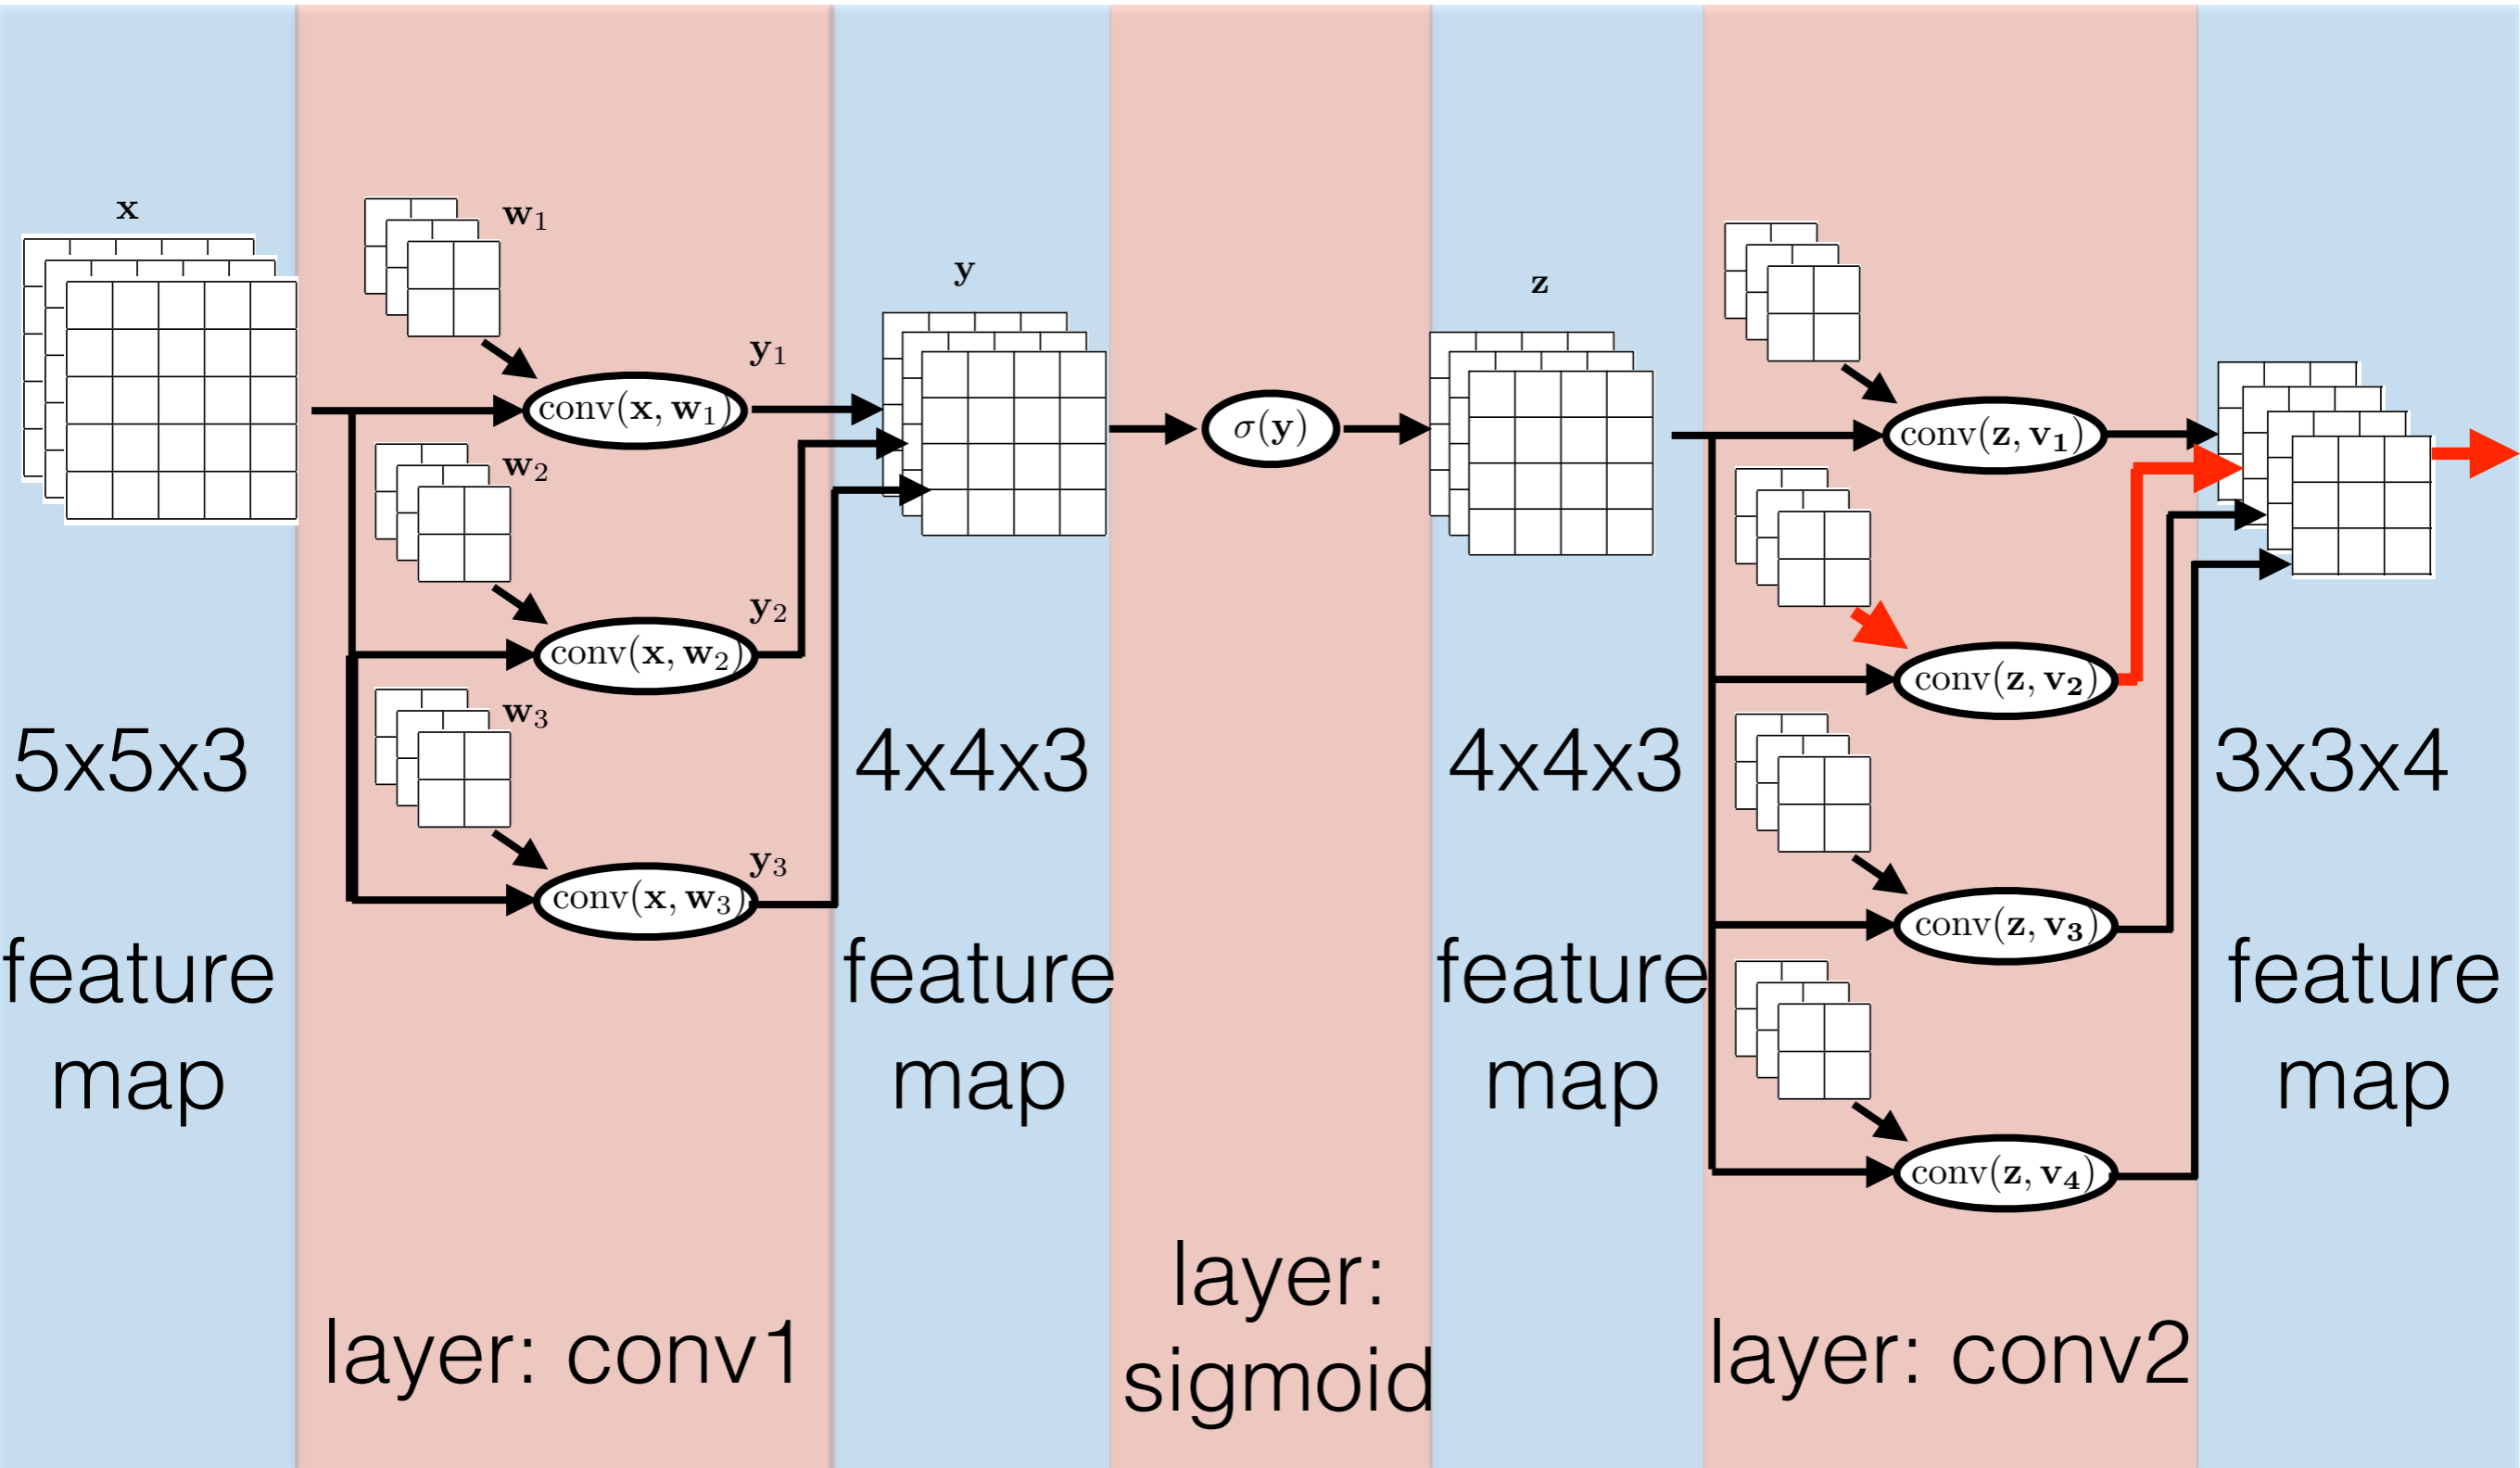 x
w₁
y₁
conv(x, w₁)
w₂
y₂
conv(x, w₂)
w₃
y₃
conv(x, w₃)
y
σ(y)
z
conv(z, v₁)
conv(z, v₂)
conv(z, v₃)
conv(z, v₄)
5x5x3
feature
map
4x4x3
feature
map
4x4x3
feature
map
3x3x4
feature
map
layer: conv1
layer:
sigmoid
layer: conv2